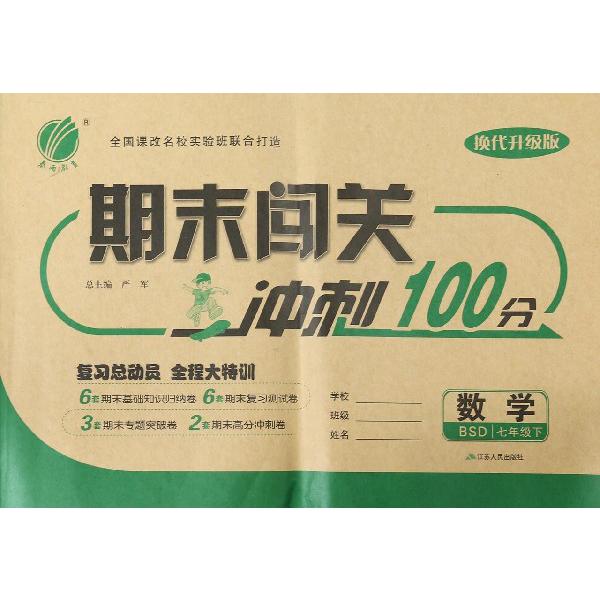 ®
春雨教育
全国课改名校实验班联合打造
换代升级版
期末闯关
总主编 严 军
冲刺100分
复习总动员 全程大特训
6套期末基础知识归纳卷 6套期末复习测试卷
3套期末专题突破卷 2套期末高分冲刺卷
学校
班级
姓名
数学
BSD 七年级下
江苏人民出版社